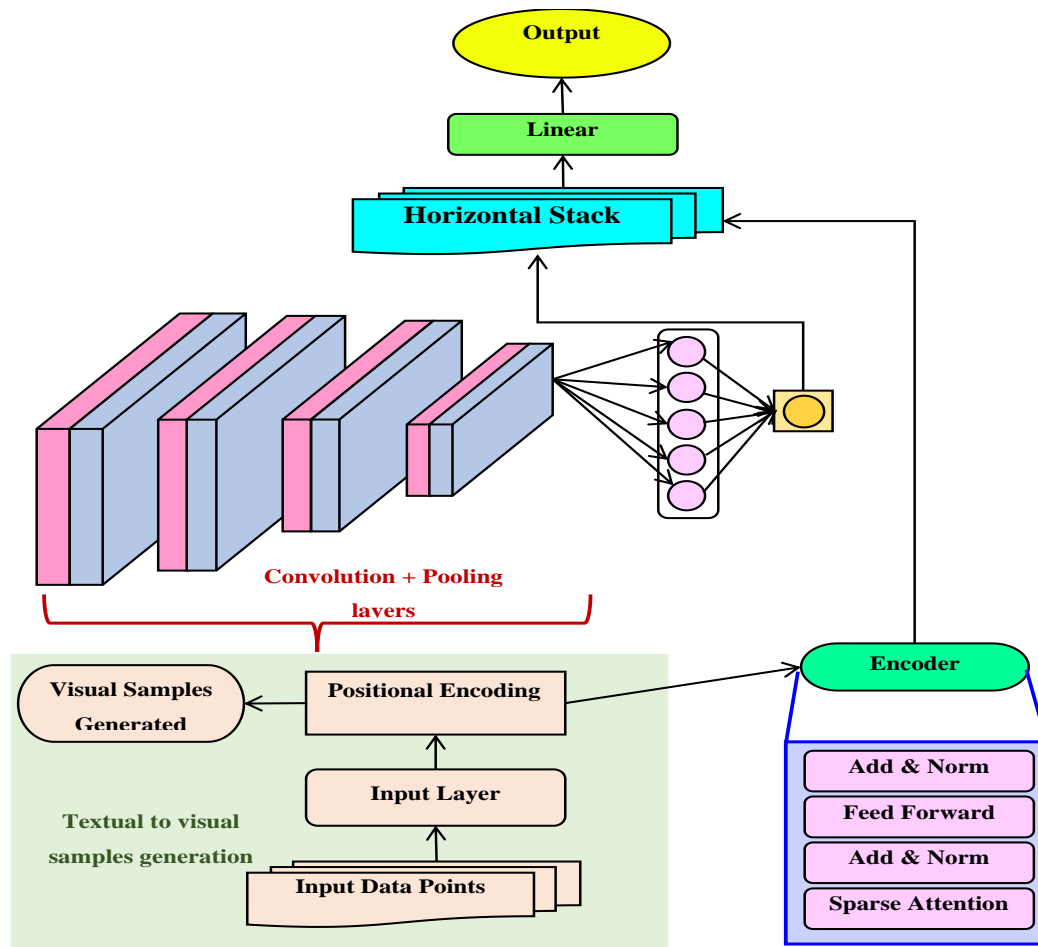 Output
Linear
Horizontal Stack
Convolution + Pooling
layers
Visual Samples
Generated
Positional Encoding
Encoder
Input Layer
Textual to visual
samples generation
Input Data Points
Add & Norm
Feed Forward
Add & Norm
Sparse Attention